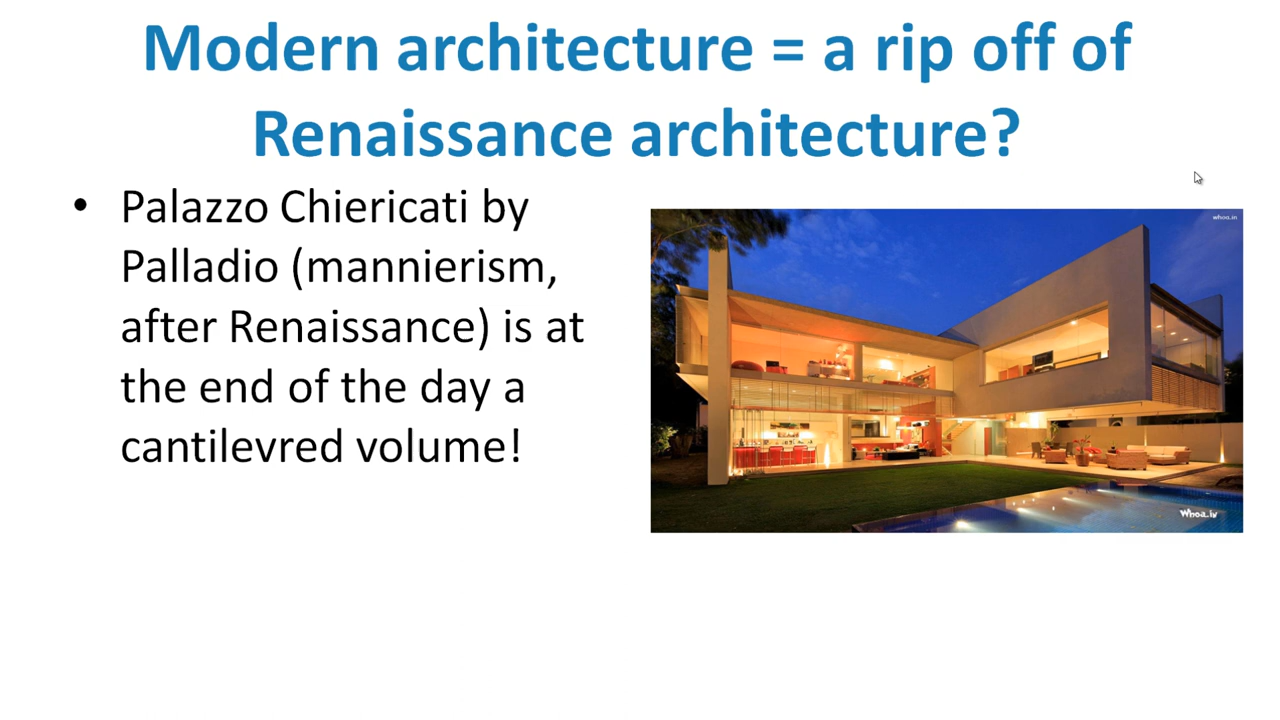 Modern architecture = a rip off of
Renaissance architecture?
• Palazzo Chiericati by
Palladio (mannierism,
after Renaissance) is at
the end of the day a
cantilevred volume!
whoa.in
Whoa.in